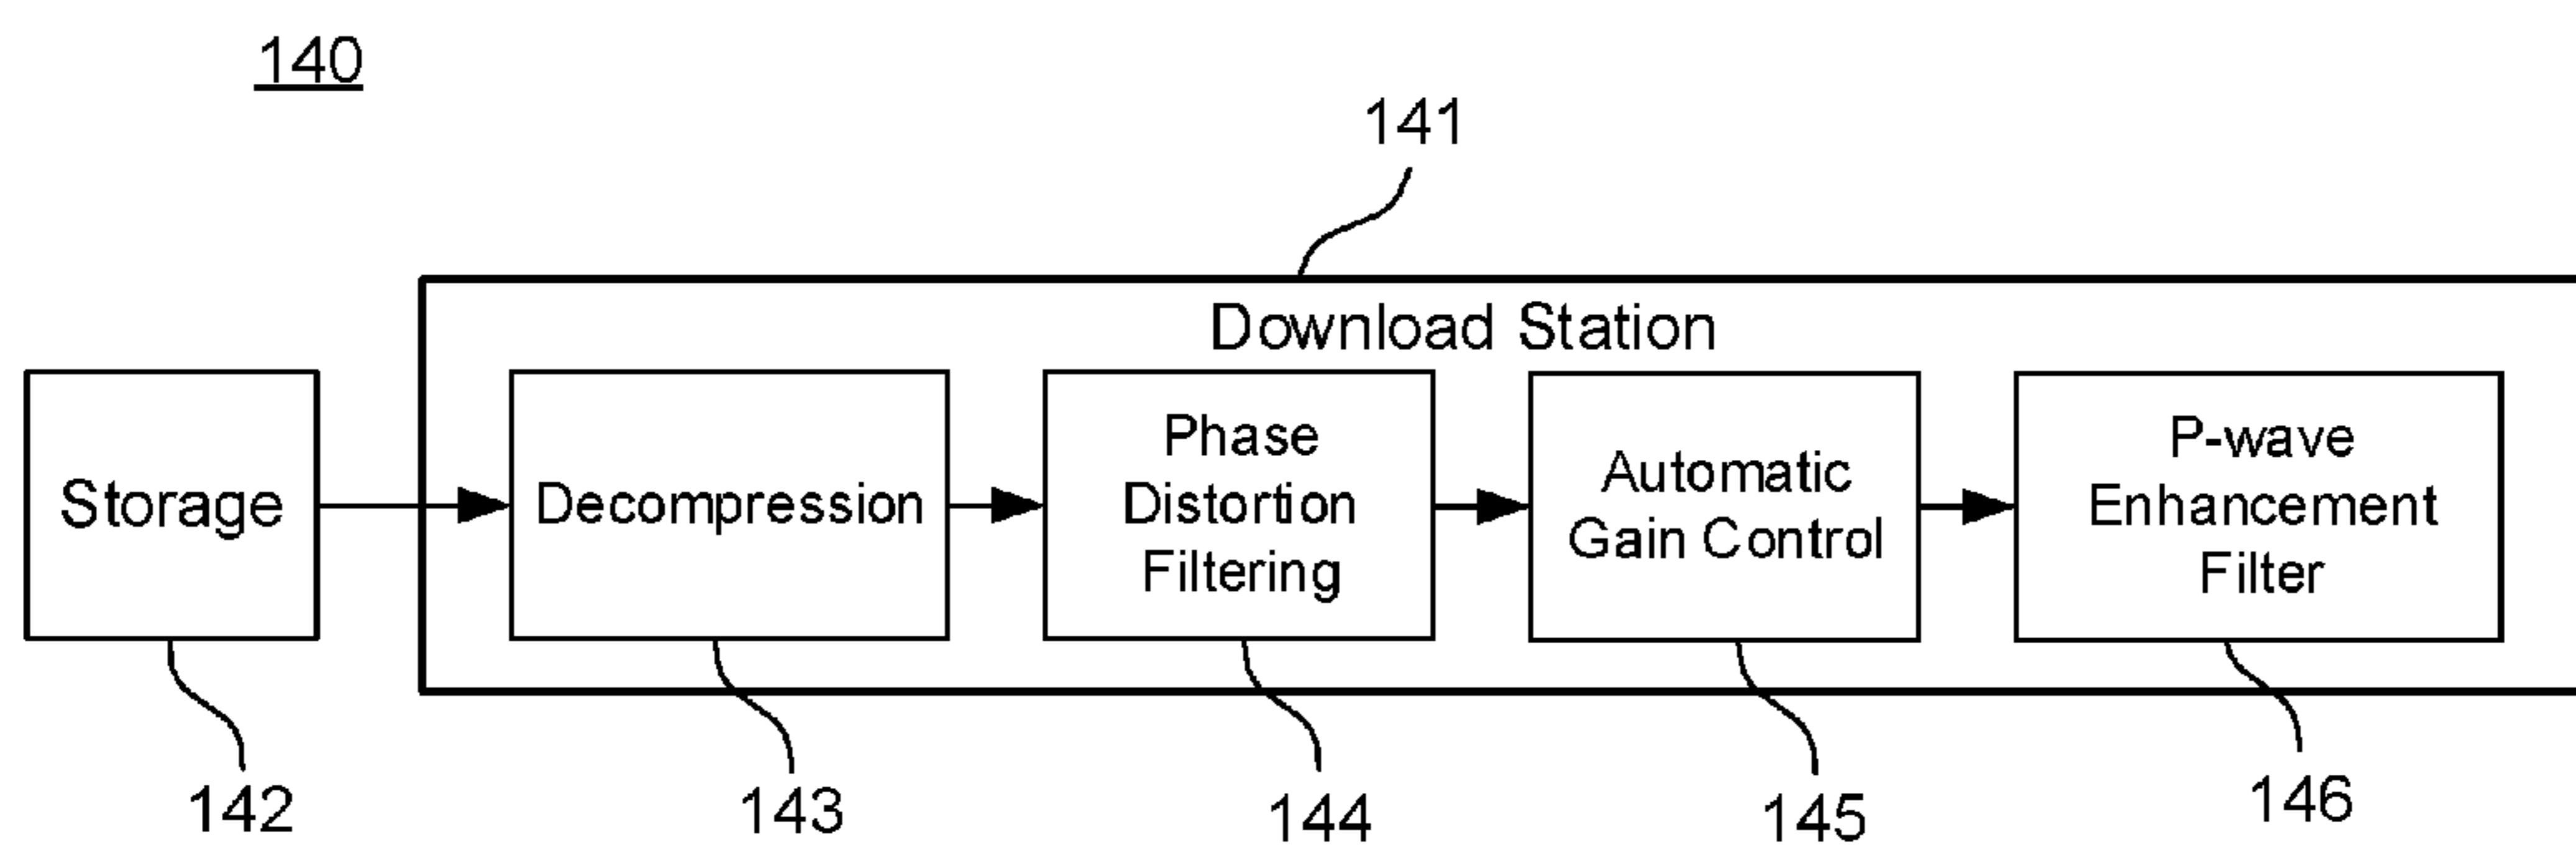 140
141
Download Station
Storage
Decompression
Phase
Distortion
Filtering
Automatic
Gain Control
P-wave
Enhancement
Filter
142
143
144
145
146